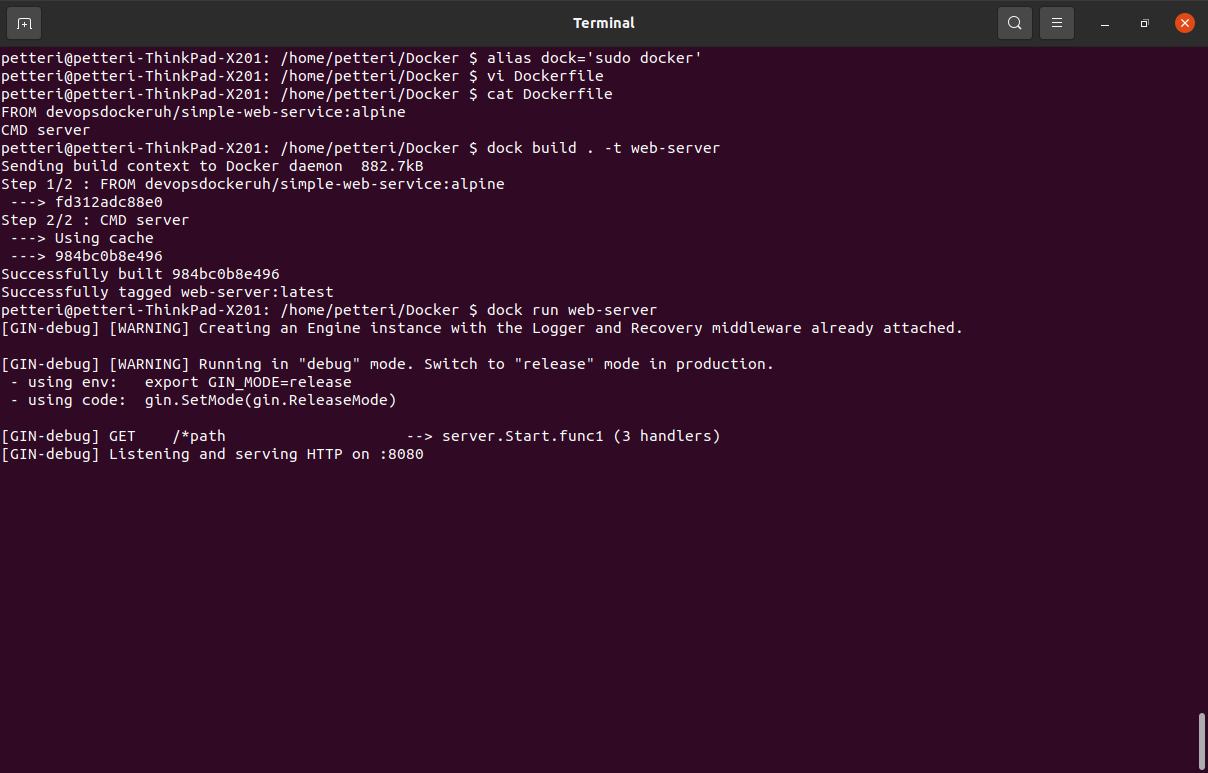 Terminal
petteri@petteri-ThinkPad-X201: /home/petteri/Docker $ alias dock='sudo docker'
petteri@petteri-ThinkPad-X201: /home/petteri/Docker $ vi Dockerfile
petteri@petteri-ThinkPad-X201: /home/petteri/Docker $ cat Dockerfile
FROM devopsdockeruh/simple-web-service:alpine
CMD server
petteri@petteri-ThinkPad-X201: /home/petteri/Docker $ dock build . -t web-server
Sending build context to Docker daemon  882.7kB
Step 1/2 : FROM devopsdockeruh/simple-web-service:alpine
 ---> fd312adc88e0
Step 2/2 : CMD server
 ---> Using cache
 ---> 984bc0b8e496
Successfully built 984bc0b8e496
Successfully tagged web-server:latest
petteri@petteri-ThinkPad-X201: /home/petteri/Docker $ dock run web-server
[GIN-debug] [WARNING] Creating an Engine instance with the Logger and Recovery middleware already attached.
[GIN-debug] [WARNING] Running in "debug" mode. Switch to "release" mode in production.
 - using env:   export GIN_MODE=release
 - using code:  gin.SetMode(gin.ReleaseMode)
[GIN-debug] GET    /*path                    --> server.Start.func1 (3 handlers)
[GIN-debug] Listening and serving HTTP on :8080